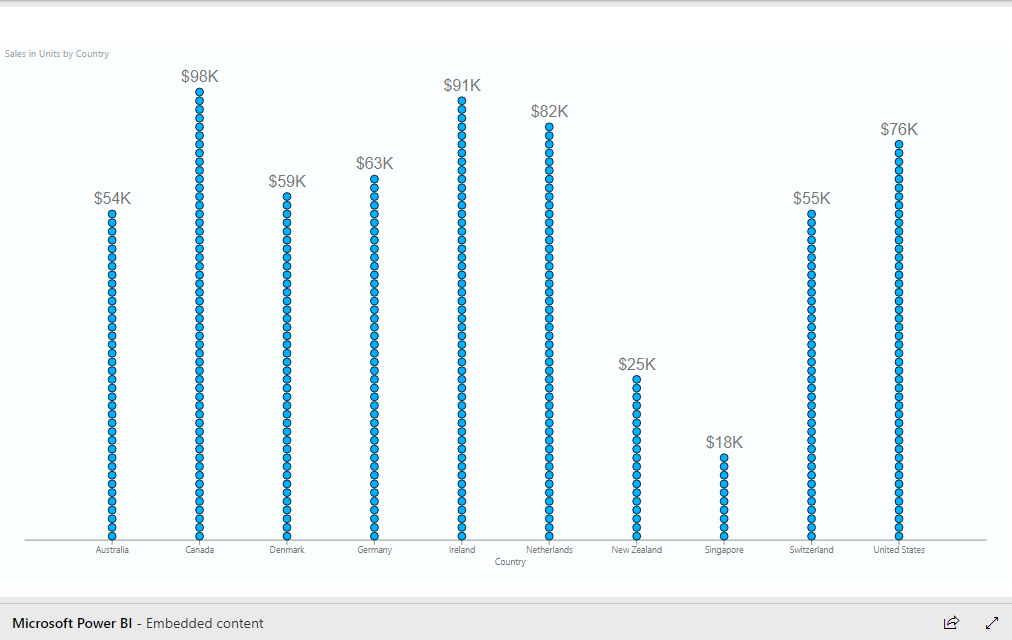 Sales in Units by Country
$98K
$91K
$82K
$76K
$63K
$59K
$54K
$55K
$25K
$18K
Australia Canada Denmark Germany Ireland Netherlands New Zealand Singapore Switzerland United States
Country
Microsoft Power BI - Embedded content